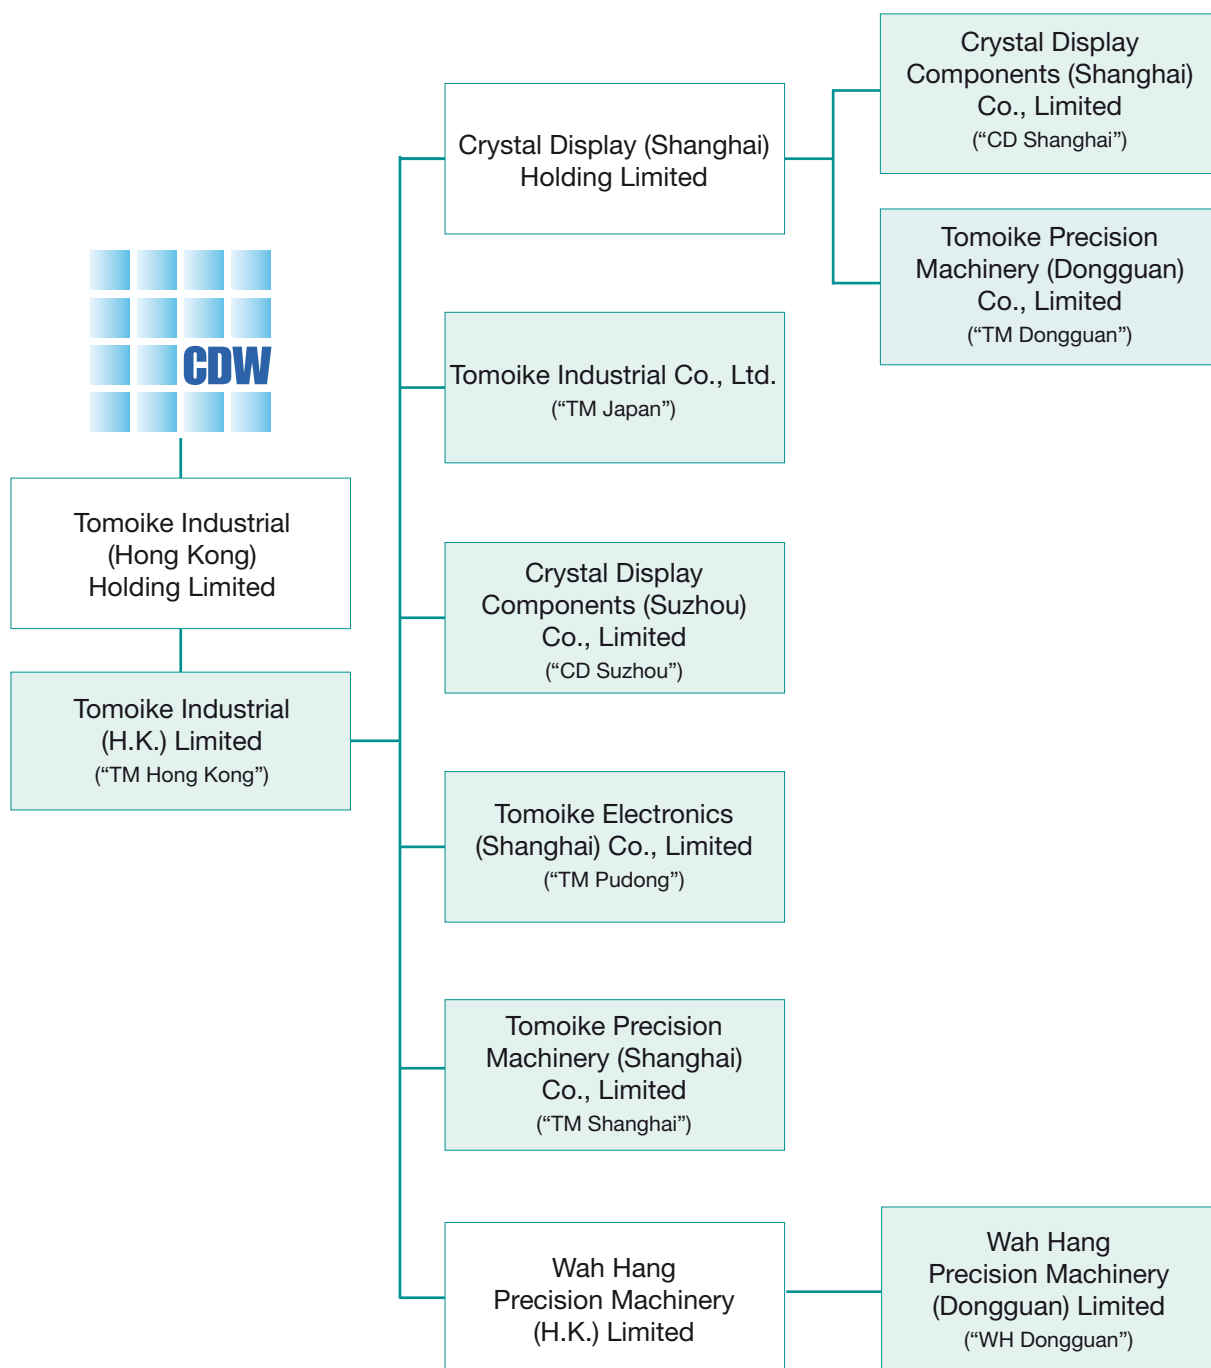 CDW
Tomoike Industrial
(Hong Kong)
Holding Limited
Tomoike Industrial
(H.K.) Limited
(“TM Hong Kong”)
Crystal Display (Shanghai)
Holding Limited
Tomoike Industrial Co., Ltd.
(“TM Japan”)
Crystal Display
Components (Suzhou)
Co., Limited
(“CD Suzhou”)
Tomoike Electronics
(Shanghai) Co., Limited
(“TM Pudong”)
Tomoike Precision
Machinery (Shanghai)
Co., Limited
(“TM Shanghai”)
Wah Hang
Precision Machinery
(H.K.) Limited
Crystal Display
Components (Shanghai)
Co., Limited
(“CD Shanghai”)
Tomoike Precision
Machinery (Dongguan)
Co., Limited
(“TM Dongguan”)
Wah Hang
Precision Machinery
(Dongguan) Limited
(“WH Dongguan”)